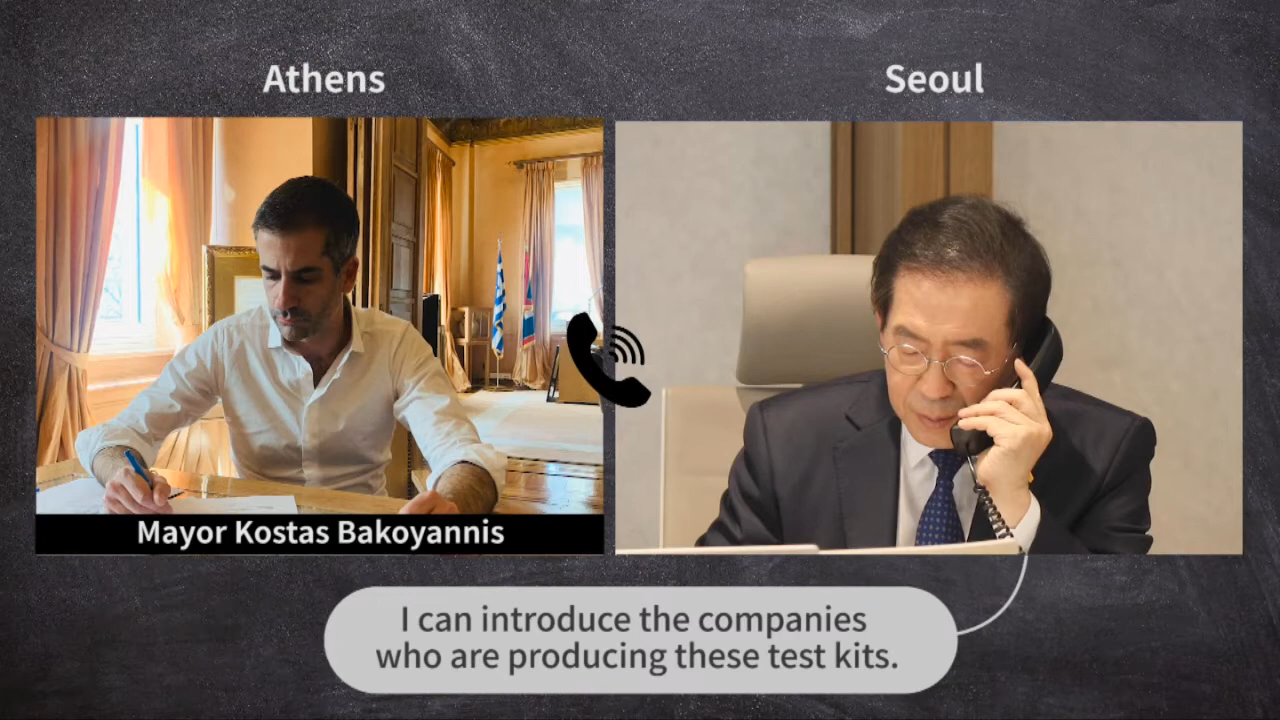 Athens
Seoul
Mayor Kostas Bakoyannis
I can introduce the companies
who are producing these test kits.